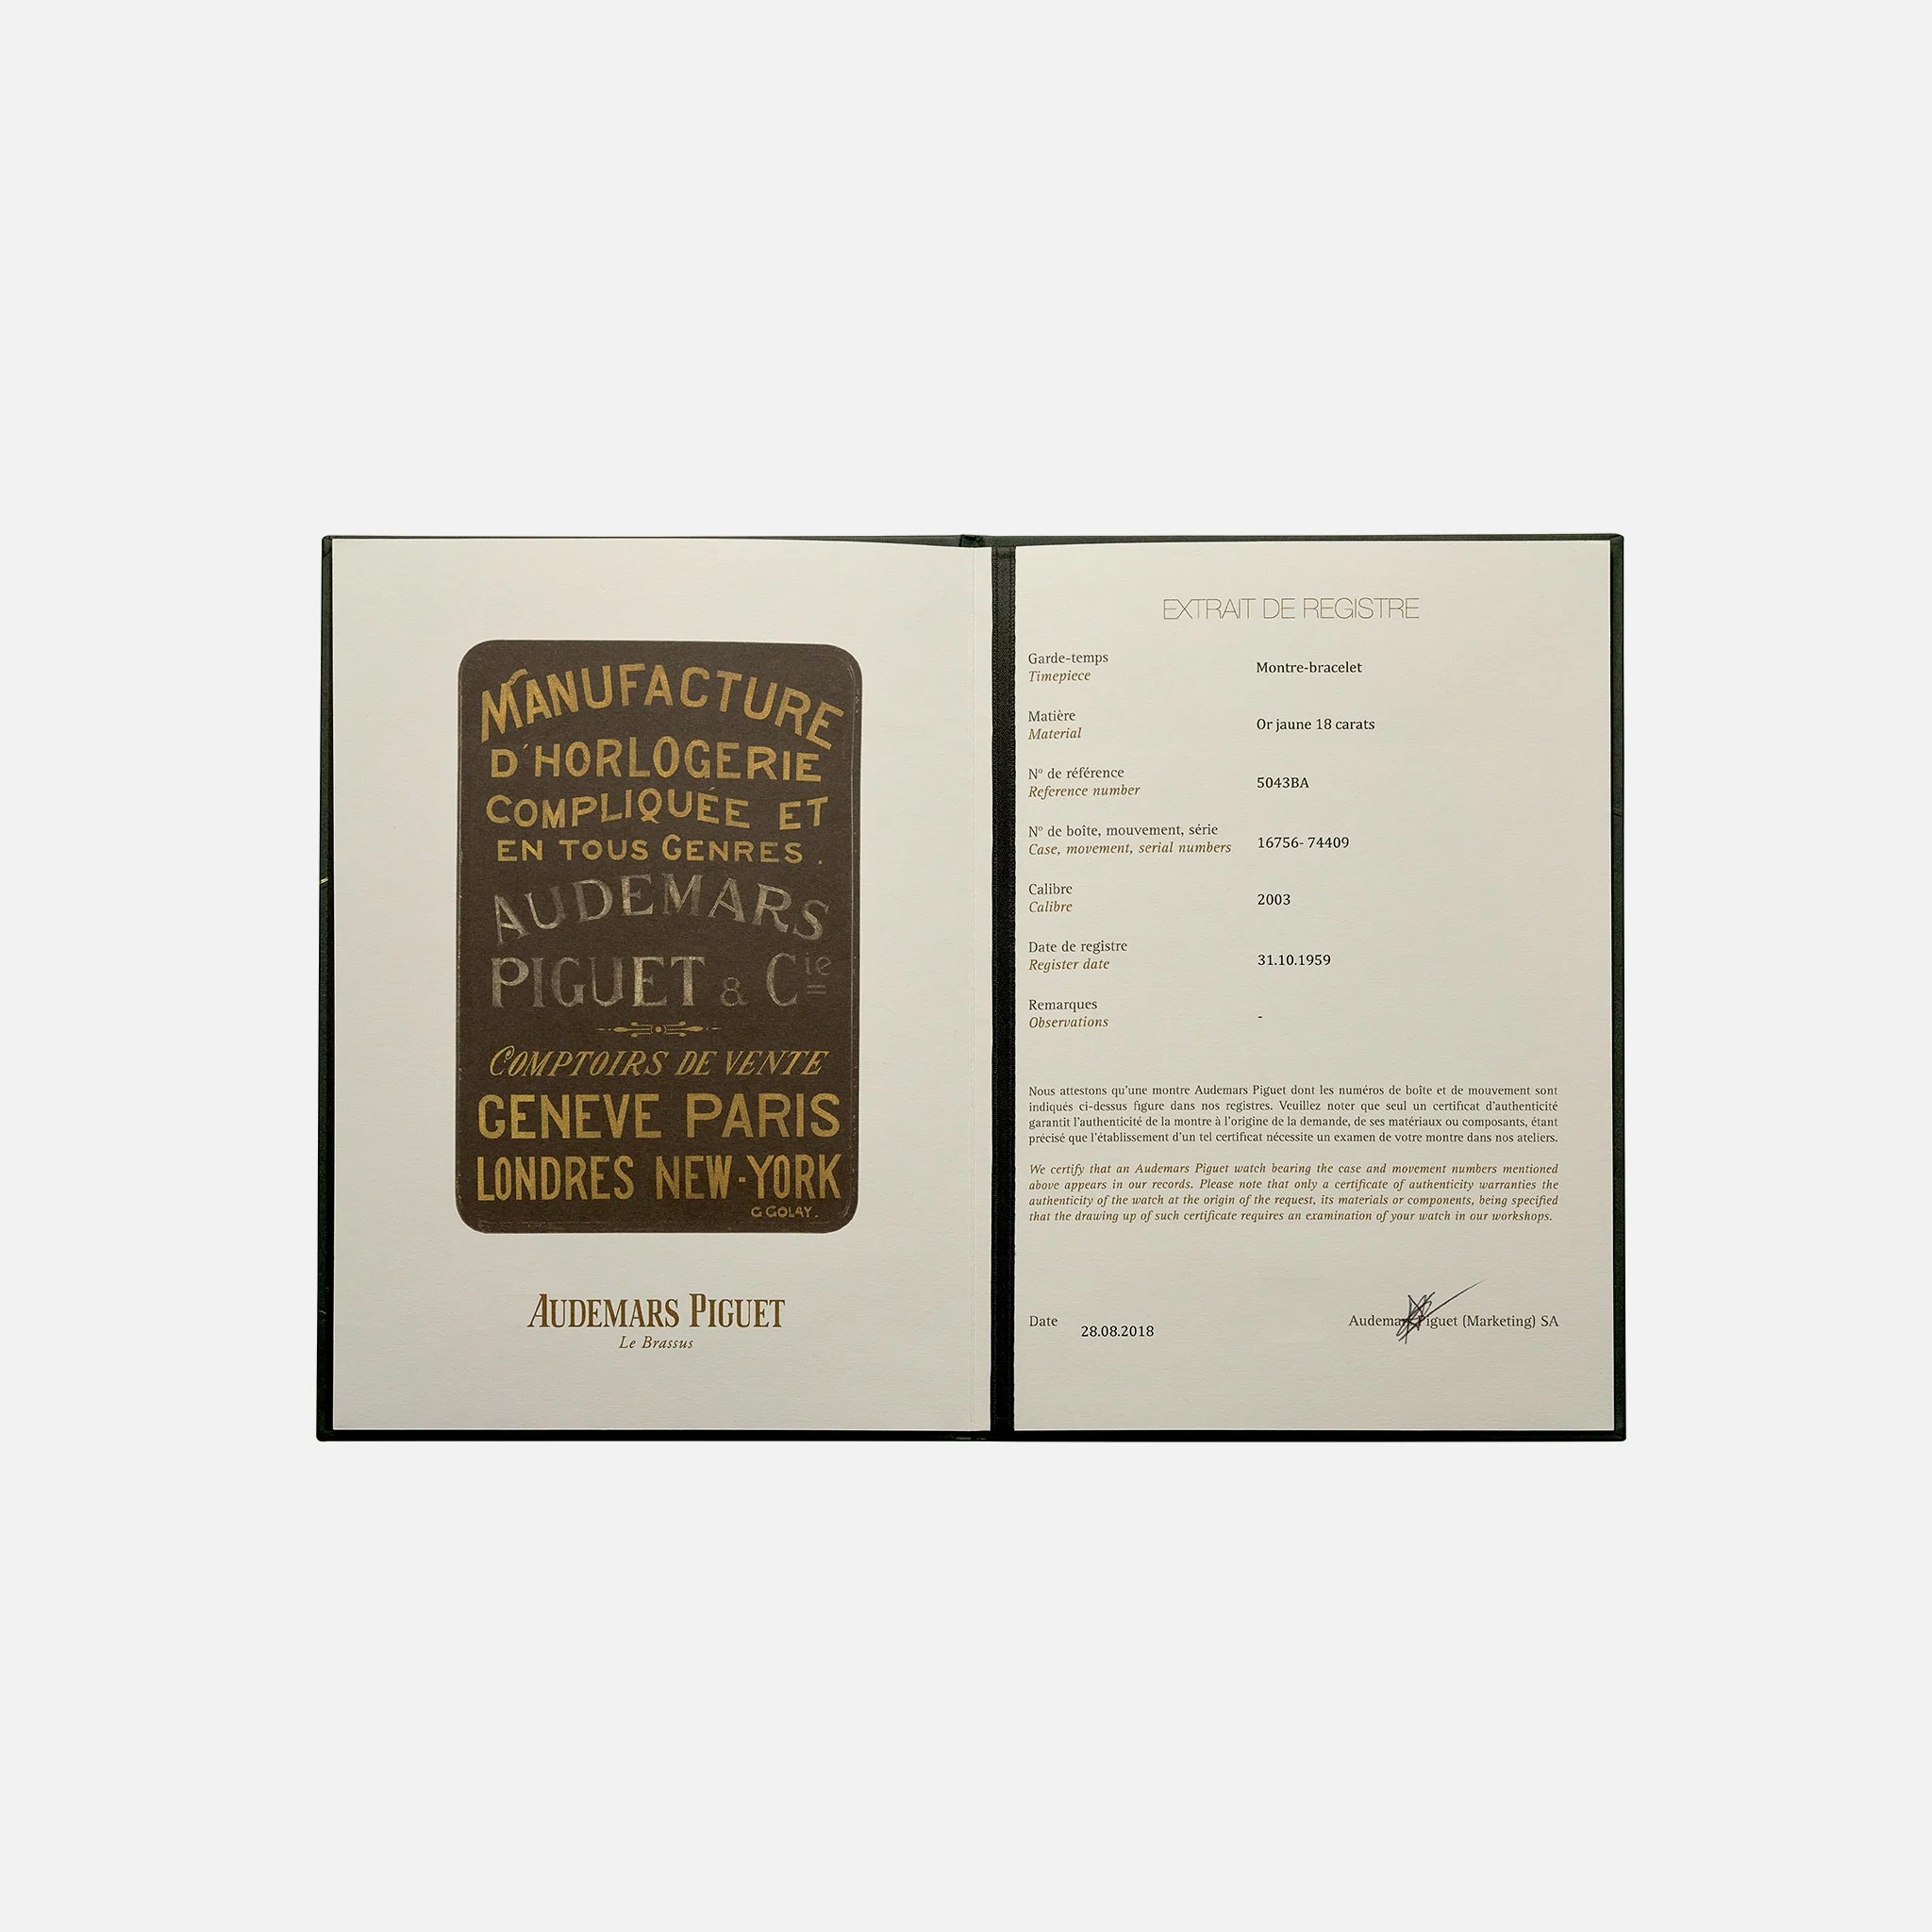 MANUFACTURE
D'HORLOGERIE
COMPLIQUÉE ET
EN TOUS GENRES.
AUDEMARS
PIGUET & Cie
COMPTOIRS DE VENTE
GENEVE PARIS
LONDRES NEW-YORK
G GOLAY.
AUDEMARS PIGUET
Le Brassus
EXTRAIT DE REGISTRE
Garde-temps
Timepiece
Montre-bracelet
Matière
Material
Or jaune 18 carats
N° de référence
Reference number
5043BA
N° de boîte, mouvement, série
Case, movement, serial numbers
16756- 74409
Calibre
Calibre
2003
Date de registre
Register date
31.10.1959
Remarques
Observations
-
Nous attestons qu'une montre Audemars Piguet dont les numéros de boîte et de mouvement sont
indiqués ci-dessus figure dans nos registres. Veuillez noter que seul un certificat d'authenticité
garantit l'authenticité de la montre à l'origine de la demande, de ses matériaux ou composants, étant
précisé que l'établissement d'un tel certificat nécessite un examen de votre montre dans nos ateliers.
We certify that an Audemars Piguet watch bearing the case and movement numbers mentioned
above appears in our records. Please note that only a certificate of authenticity warranties the
authenticity of the watch at the origin of the request, its materials or components, being specified
that the drawing up of such certificate requires an examination of your watch in our workshops.
Date
28.08.2018
Audemars Piguet (Marketing) SA